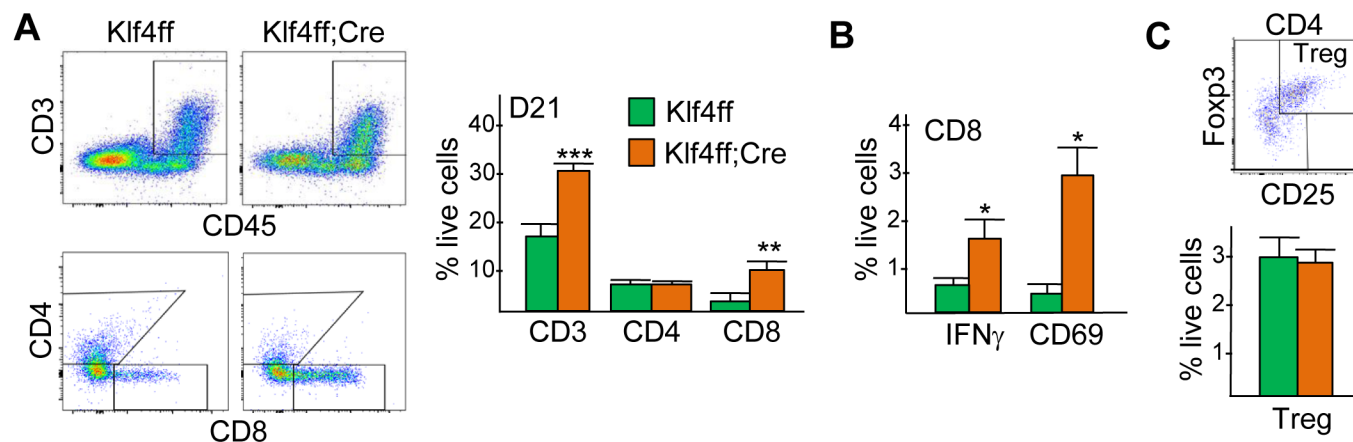 A
Klf4ff
Klf4ff;Cre
CD3
CD45
CD4
CD8
D21
Klf4ff
Klf4ff;Cre
% live cells
40
30
20
10
***
**
CD3
CD4
CD8
B
CD8
% live cells
4
3
2
1
*
*
IFNγ
CD69
C
CD4
Treg
Foxp3
CD25
% live cells
3
2
1
Treg